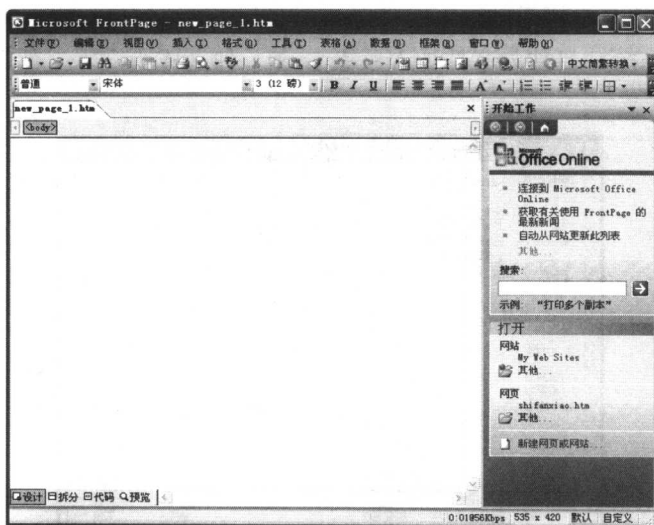 Microsoft FrontPage - new_page_1.htm
文件(F) 编辑(E) 视图(V) 插入(I) 格式(O) 工具(T) 表格(A) 数据(D) 框架(R) 窗口(W) 帮助(H)
中文简繁转换
普通 宋体 3 (12 磅) B I U A A
new_page_1.htm
开始工作
<body>
Microsoft
Office Online
连接到 Microsoft Office
Online
获取有关使用 FrontPage 的
最新新闻
自动从网站更新此列表
其他...
搜索:
示例: “打印多个副本”
打开
网站
My Web Sites
其他...
网页
shifanxiao.htm
其他...
新建网页或网站...
设计 拆分 代码 预览
0:01@56Kbps 535 x 420 默认 自定义